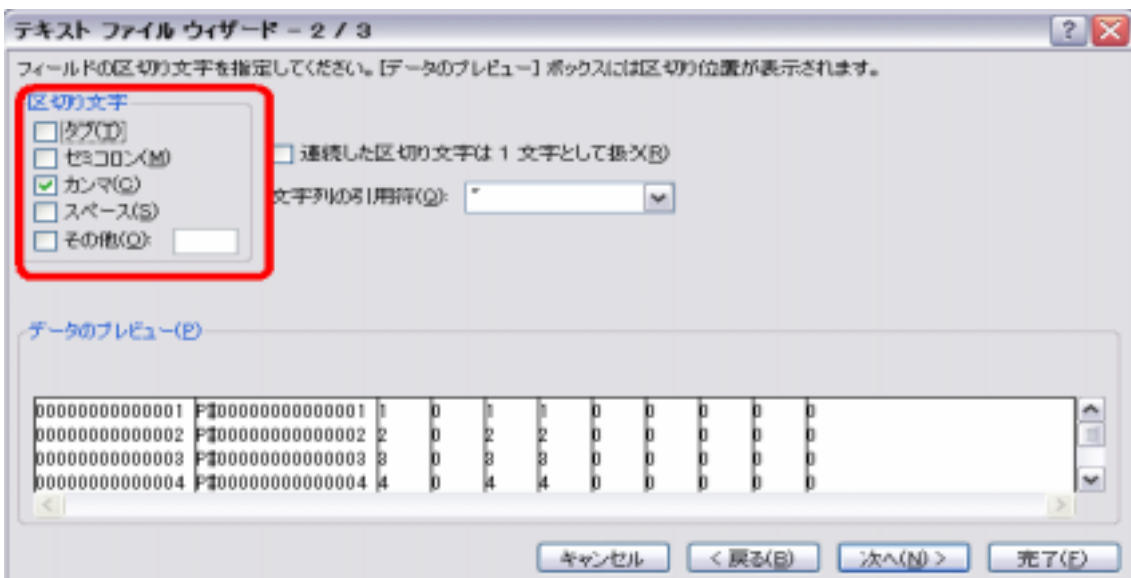 テキスト ファイル ウィザード - 2 / 3
フィールドの区切り文字を指定してください。[データのプレビュー] ボックスには区切り位置が表示されます。
区切り文字
タブ(T)
セミコロン(M)
カンマ(C)
スペース(S)
その他(O):
連続した区切り文字は 1 文字として扱う(R)
文字列の引用符(Q): "
データのプレビュー(P)
00000000000001 00000000000001 1 0 1 1 0 0 0 0 0
00000000000002 00000000000002 2 0 2 2 0 0 0 0 0
00000000000003 00000000000003 3 0 3 3 0 0 0 0 0
00000000000004 00000000000004 4 0 4 4 0 0 0 0 0
キャンセル < 戻る(B) 次へ(N) > 完了(F)